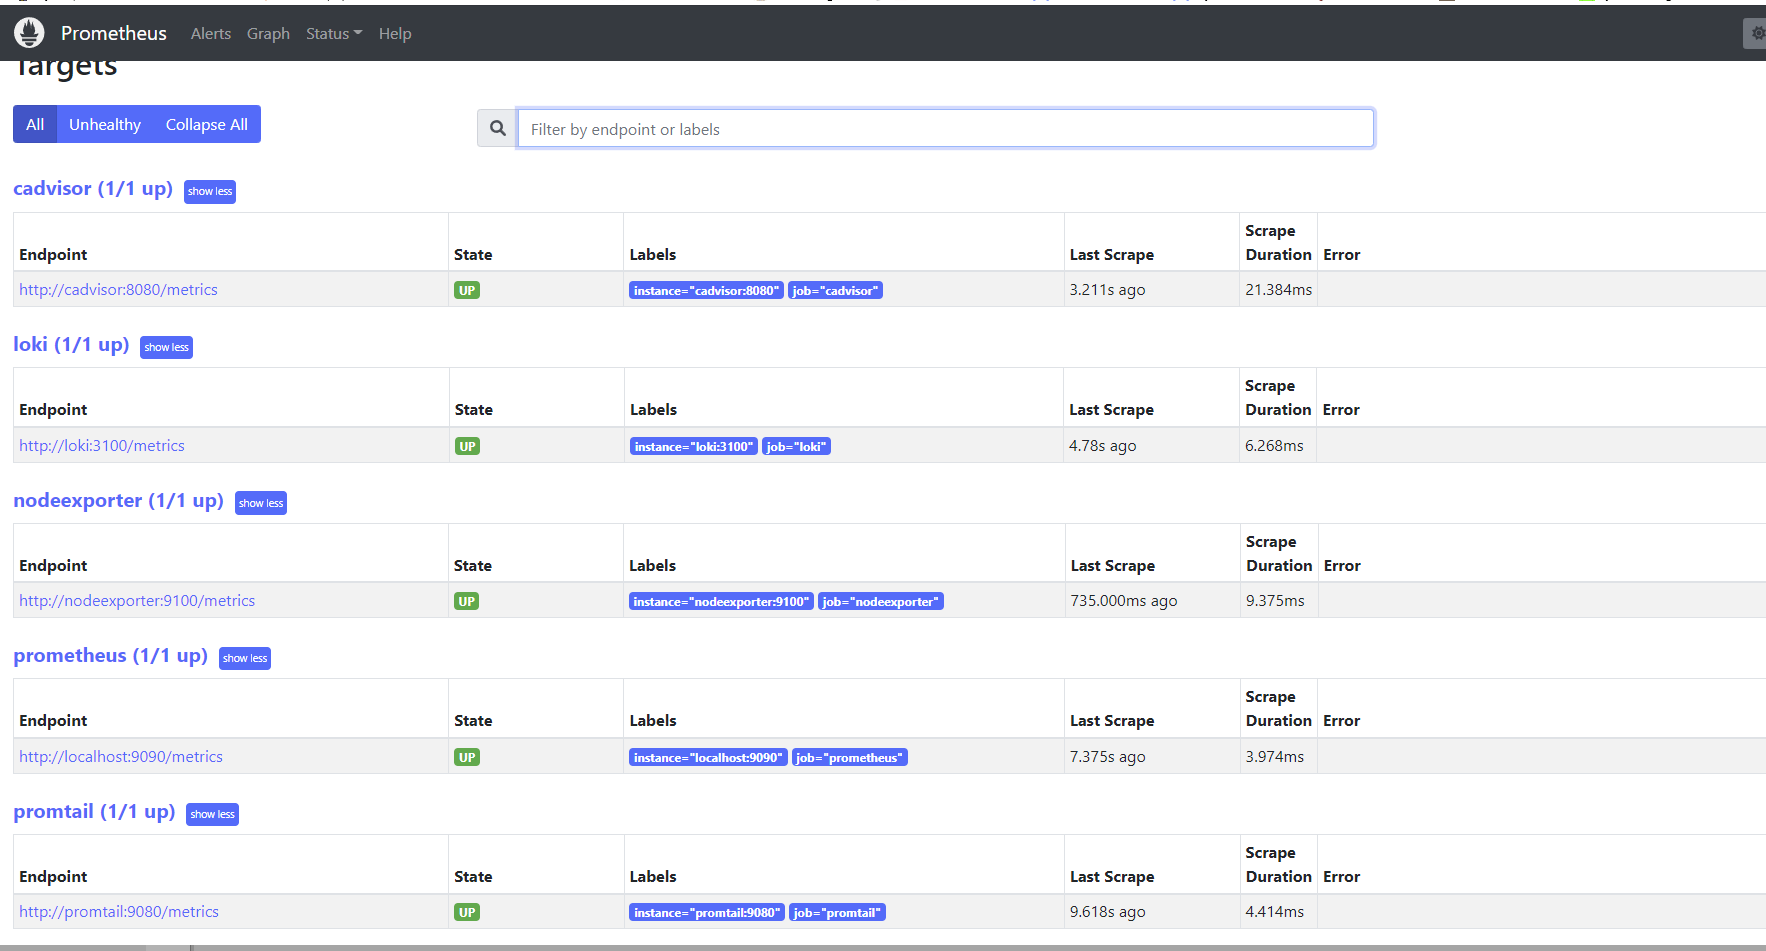 Prometheus Alerts Graph Status Help
Targets
All Unhealthy Collapse All
Filter by endpoint or labels
cadvisor (1/1 up) show less
Endpoint State Labels Last Scrape Scrape Duration Error
http://cadvisor:8080/metrics UP instance="cadvisor:8080" job="cadvisor" 3.211s ago 21.384ms
loki (1/1 up) show less
Endpoint State Labels Last Scrape Scrape Duration Error
http://loki:3100/metrics UP instance="loki:3100" job="loki" 4.78s ago 6.268ms
nodeexporter (1/1 up) show less
Endpoint State Labels Last Scrape Scrape Duration Error
http://nodeexporter:9100/metrics UP instance="nodeexporter:9100" job="nodeexporter" 735.000ms ago 9.375ms
prometheus (1/1 up) show less
Endpoint State Labels Last Scrape Scrape Duration Error
http://localhost:9090/metrics UP instance="localhost:9090" job="prometheus" 7.375s ago 3.974ms
promtail (1/1 up) show less
Endpoint State Labels Last Scrape Scrape Duration Error
http://promtail:9080/metrics UP instance="promtail:9080" job="promtail" 9.618s ago 4.414ms